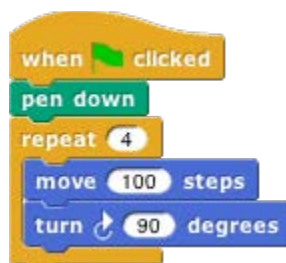 when clicked
pen down
repeat 4
move 100 steps
turn 90 degrees